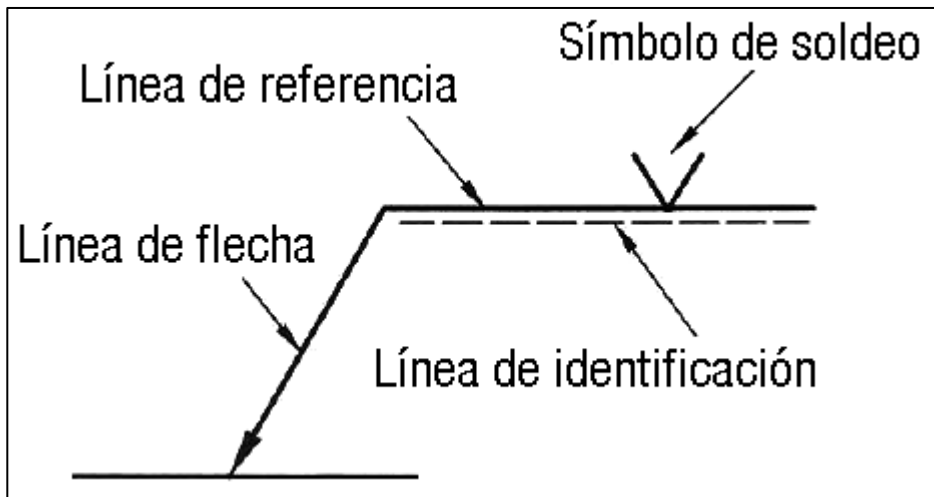 Símbolo de soldeo
Línea de referencia
Línea de flecha
Línea de identificación